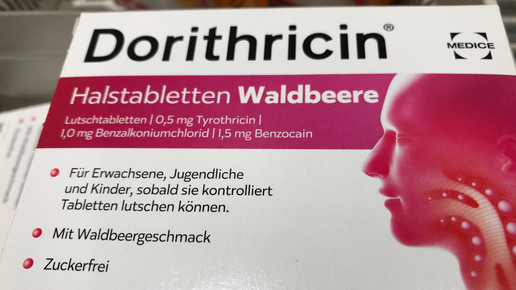 Dorithricin®
MEDICE
Halstabletten Waldbeere
Lutschtabletten | 0,5 mg Tyrothricin |
1,0 mg Benzalkoniumchlorid | 1,5 mg Benzocain
Für Erwachsene, Jugendliche
und Kinder, sobald sie kontrolliert
Tabletten lutschen können.
Mit Waldbeergeschmack
Zuckerfrei